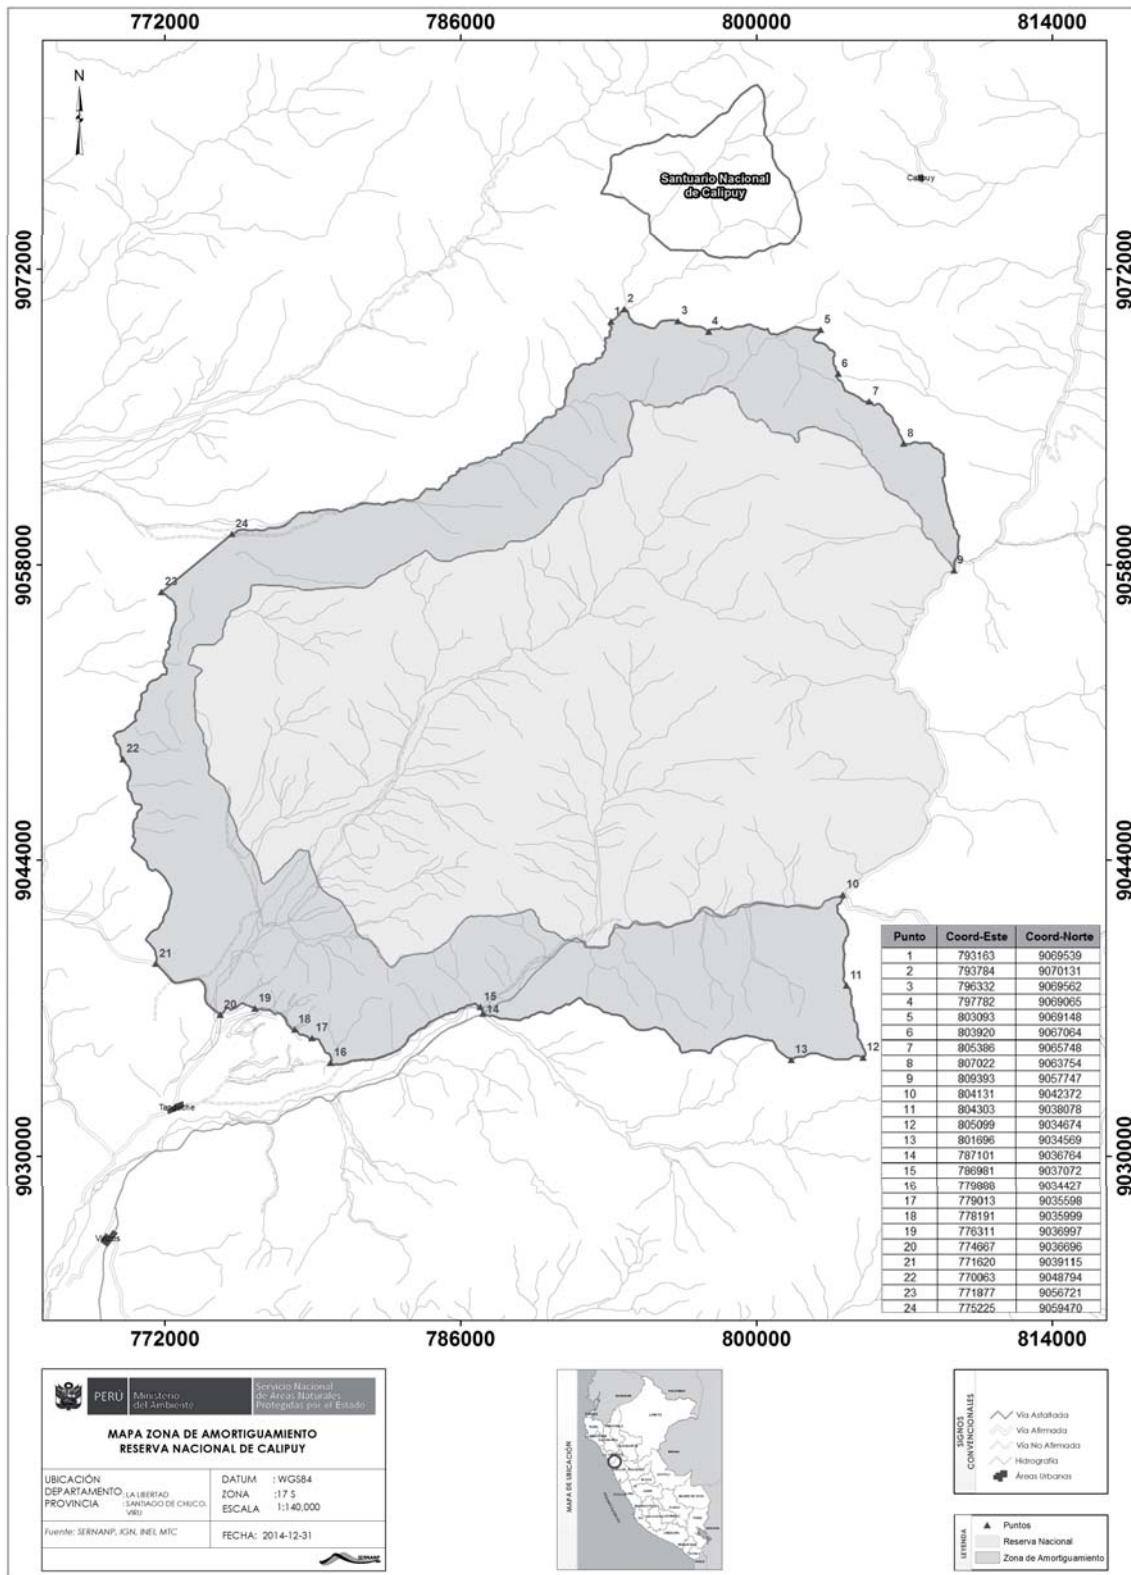 772000 786000 800000 814000
N
Santuario Nacional
de Calipuy
Calipuy
9072000 9072000
1 2 3 4 5
6
7
8
24
9
9058000 9058000
23
22
9044000 9044000
10
21
11
20 19
15
14
18 17
16
13 12
9030000 9030000
Punto Coord-Este Coord-Norte
1 793163 9069539
2 793784 9070131
3 796332 9069562
4 797782 9069065
5 803093 9069148
6 803920 9067064
7 805386 9065748
8 807022 9063754
9 809393 9057747
10 804131 9042372
11 804303 9038078
12 805099 9034674
13 801696 9034569
14 787101 9036764
15 786981 9037072
16 779888 9034427
17 779013 9035598
18 778191 9035999
19 776311 9036997
20 774667 9036696
21 771620 9039115
22 770063 9048794
23 771877 9056721
24 775225 9059470
772000 786000 800000 814000
PERÚ Ministerio
del Ambiente
Servicio Nacional
de Áreas Naturales
Protegidas por el Estado
MAPA ZONA DE AMORTIGUAMIENTO
RESERVA NACIONAL DE CALIPUY
UBICACIÓN
DEPARTAMENTO : LA LIBERTAD
PROVINCIA : SANTIAGO DE CHUCO,
VIRU
DATUM : WGS84
ZONA :17 S
ESCALA 1:140,000
Fuente: SERNANP, IGN, INEI, MTC
FECHA: 2014-12-31
SERNANP
MAPA DE UBICACIÓN
SIGNOS
CONVENCIONALES
Vía Asfaltada
Vía Afirmada
Vía No Afirmada
Hidrografía
Áreas Urbanas
LEYENDA
Puntos
Reserva Nacional
Zona de Amortiguamiento